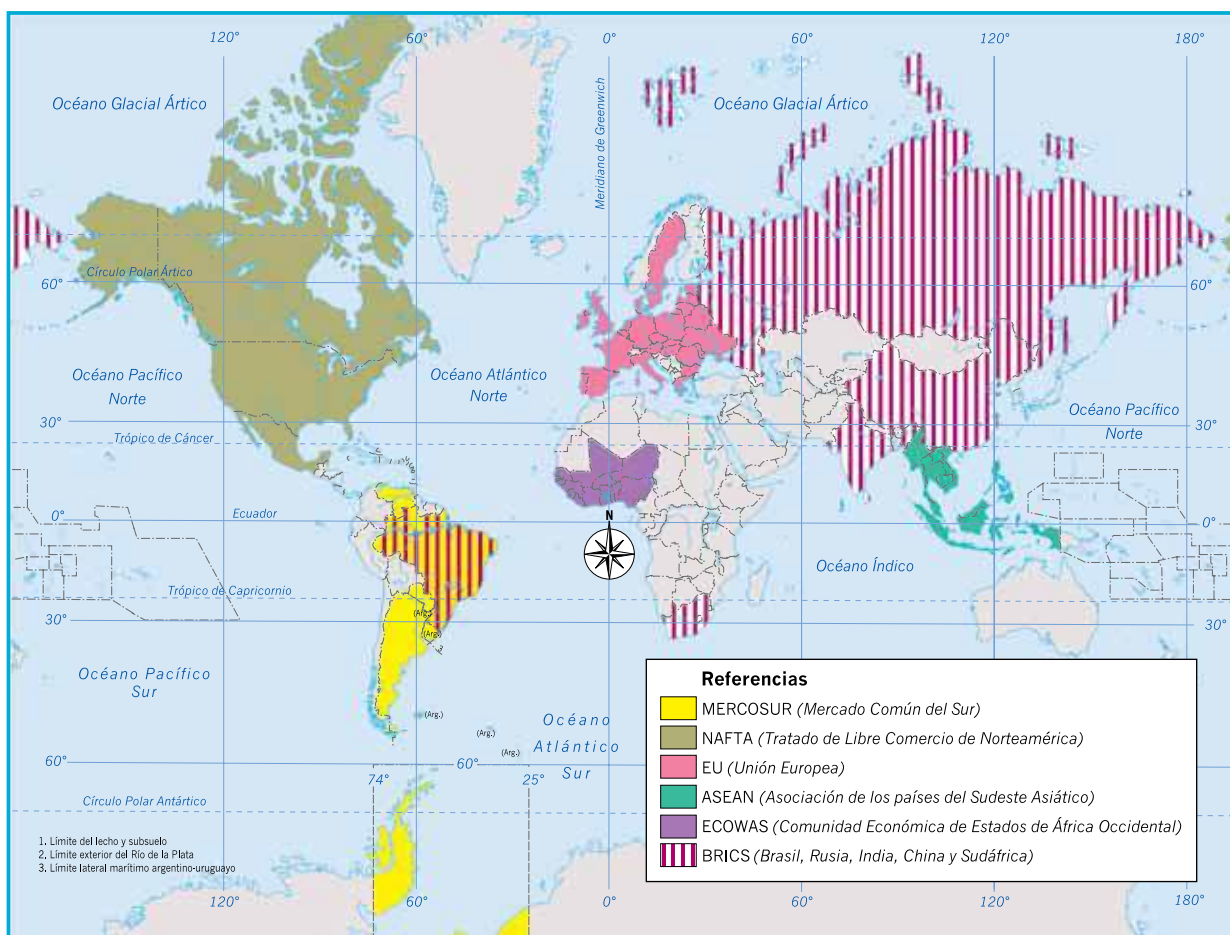 120°
60°
0°
60°
120°
180°
Océano Glacial Ártico
Océano Glacial Ártico
Meridiano de Greenwich
Círculo Polar Ártico
60°
60°
Océano Pacífico
Norte
Océano Atlántico
Norte
Océano Pacífico
Norte
30°
30°
Trópico de Cáncer
N
Ecuador
0°
0°
Océano Índico
Trópico de Capricornio
30°
30°
(Arg.)
(Arg.)
3
Océano Pacífico
Sur
(Arg.)
(Arg.)
(Arg.)
Océano
Atlántico
Sur
60°
60°
74°
25°
Círculo Polar Antártico
1. Límite del lecho y subsuelo
2. Límite exterior del Río de la Plata
3. Límite lateral marítimo argentino-uruguayo
120°
60°
0°
60°
120°
180°
Referencias
MERCOSUR (Mercado Común del Sur)
NAFTA (Tratado de Libre Comercio de Norteamérica)
EU (Unión Europea)
ASEAN (Asociación de los países del Sudeste Asiático)
ECOWAS (Comunidad Económica de Estados de África Occidental)
BRICS (Brasil, Rusia, India, China y Sudáfrica)